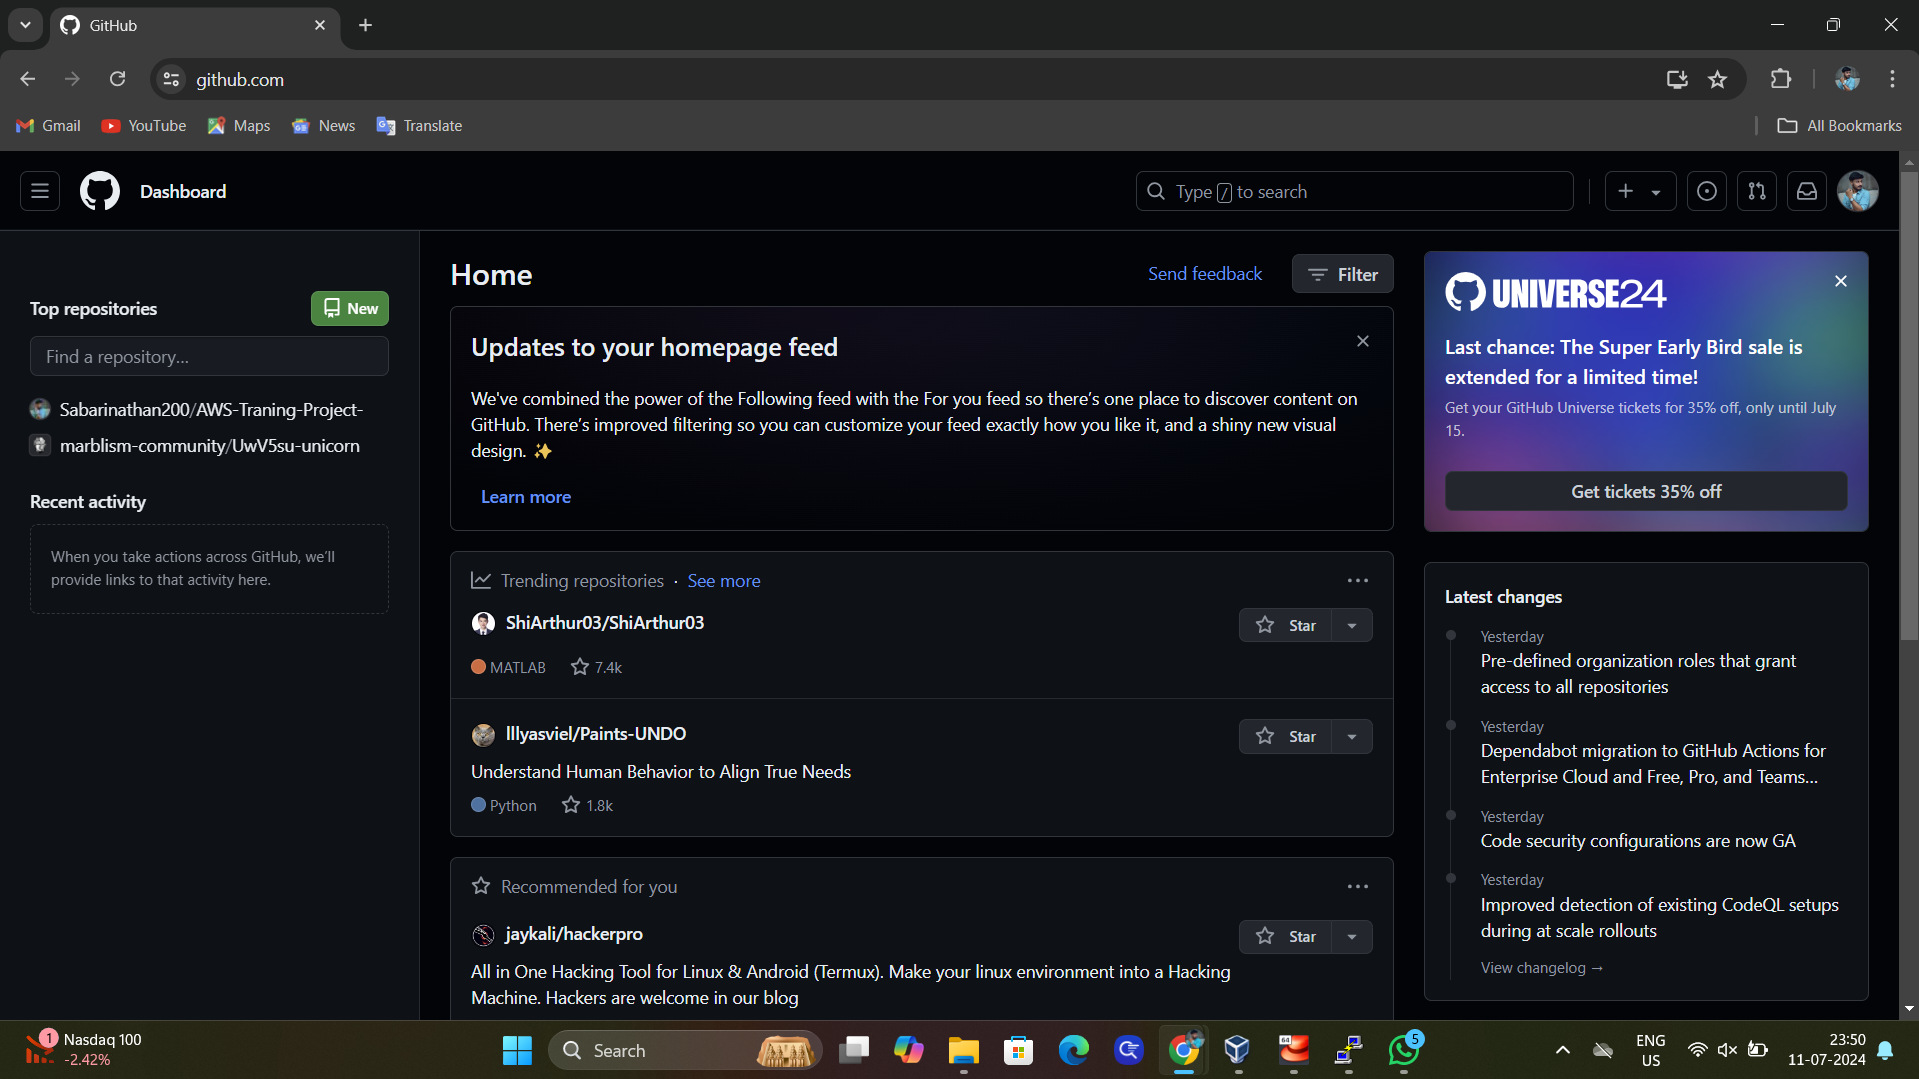 GitHub
github.com
Gmail
YouTube
Maps
News
Translate
All Bookmarks
Dashboard
Type / to search
Top repositories
New
Find a repository...
Sabarinathan200/AWS-Traning-Project-
marblism-community/UwV5su-unicorn
Recent activity
When you take actions across GitHub, we'll
provide links to that activity here.
Home
Send feedback
Filter
Updates to your homepage feed
We've combined the power of the Following feed with the For you feed so there's one place to discover content on
GitHub. There's improved filtering so you can customize your feed exactly how you like it, and a shiny new visual
design. ✨
Learn more
Trending repositories · See more
ShiArthur03/ShiArthur03
Star
MATLAB
7.4k
lllyasviel/Paints-UNDO
Star
Understand Human Behavior to Align True Needs
Python
1.8k
Recommended for you
jaykali/hackerpro
Star
All in One Hacking Tool for Linux & Android (Termux). Make your linux environment into a Hacking
Machine. Hackers are welcome in our blog
UNIVERSE24
Last chance: The Super Early Bird sale is
extended for a limited time!
Get your GitHub Universe tickets for 35% off, only until July
15.
Get tickets 35% off
Latest changes
Yesterday
Pre-defined organization roles that grant
access to all repositories
Yesterday
Dependabot migration to GitHub Actions for
Enterprise Cloud and Free, Pro, and Teams...
Yesterday
Code security configurations are now GA
Yesterday
Improved detection of existing CodeQL setups
during at scale rollouts
View changelog →
1
Nasdaq 100
-2.42%
Search
64
5
ENG
US
23:50
11-07-2024